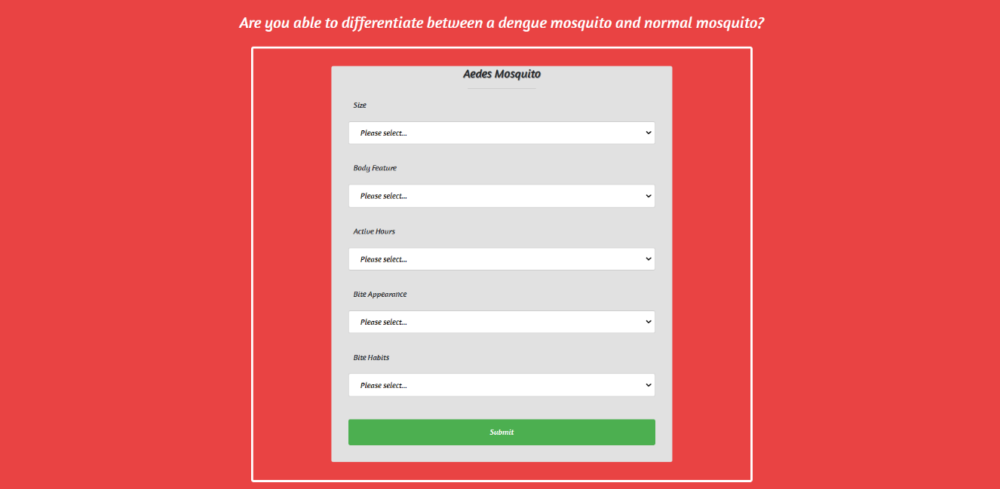 Are you able to differentiate between a dengue mosquito and normal mosquito?
Aedes Mosquito
Size
Please select...
Body Feature
Please select...
Active Hours
Please select...
Bite Appearance
Please select...
Bite Habits
Please select...
Submit